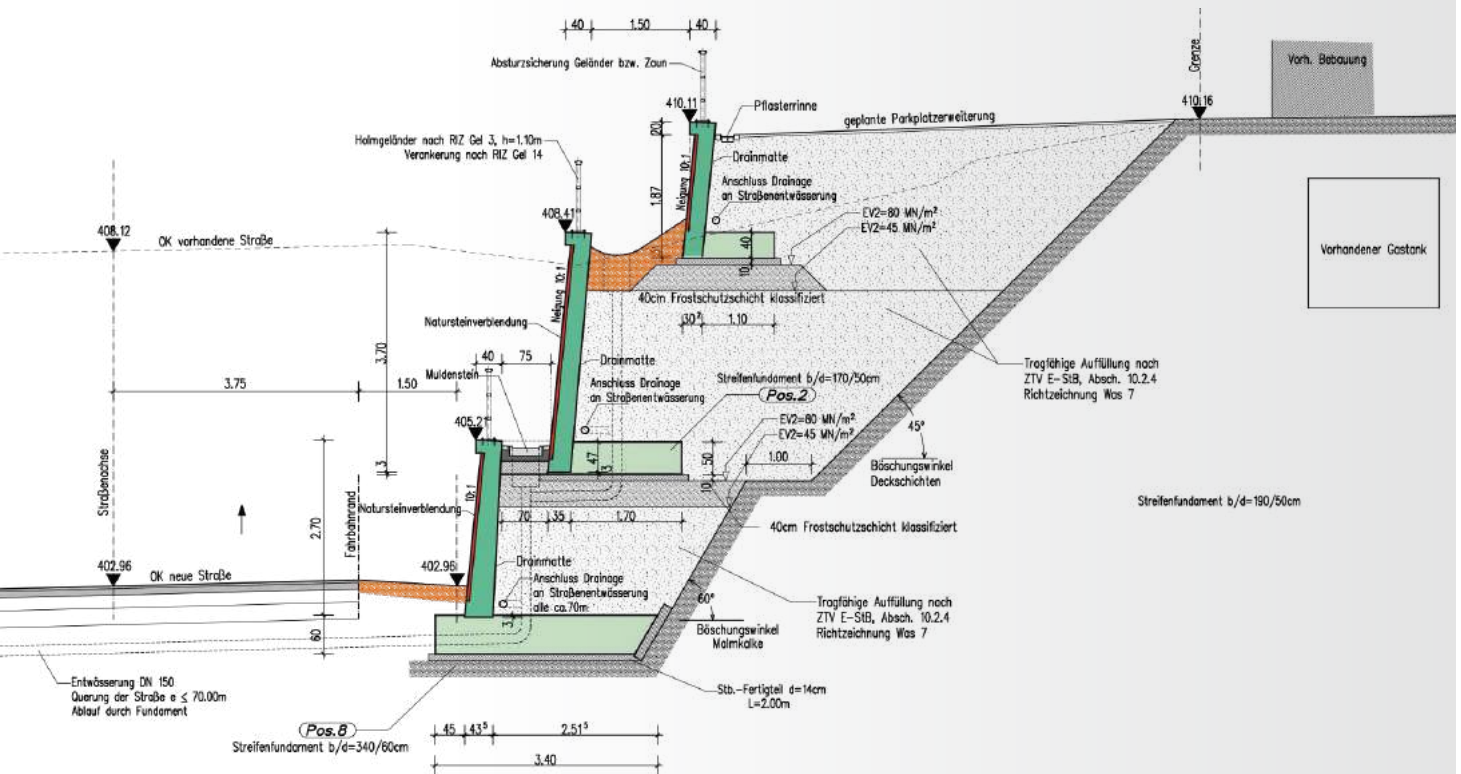 40
1.50
40
Absturzsicherung Geländer bzw. Zaun
Grenze
Vorh. Bebauung
410.11
Pflasterrinne
410.16
geplante Parkplatzerweiterung
20
Holmgeländer nach RIZ Gel 3, h=1.10m
Verankerung nach RIZ Gel 14
Drainmatte
Neigung 10:1
1.87
Anschluss Drainage
an Straßenentwässerung
408.41
EV2=80 MN/m²
EV2=45 MN/m²
408.12
OK vorhandene Straße
40
10
Vorhandener Gastank
Neigung 10:1
40cm Frostschutzschicht klassifiziert
30²
1.10
Natursteinverblendung
3.70
40
75
Drainmatte
Muldenstein
Anschluss Drainage
an Straßenentwässerung
Streifenfundament b/d=170/50cm
Pos.2
Tragfähige Auffüllung nach
ZTV E-StB, Absch. 10.2.4
Richtzeichnung Was 7
3.75
1.50
405.2
EV2=80 MN/m²
EV2=45 MN/m²
45°
1.00
47
3
50
10
3
Böschungswinkel
Deckschichten
Straßenachse
Fahrbahnrand
2.70
10:1
Natursteinverblendung
70
35
1.70
Streifenfundament b/d=190/50cm
40cm Frostschutzschicht klassifiziert
Drainmatte
402.96
OK neue Straße
402.96
Anschluss Drainage
an Straßenentwässerung
alle ca.70m
3
60°
Tragfähige Auffüllung nach
ZTV E-StB, Absch. 10.2.4
Richtzeichnung Was 7
60
Böschungswinkel
Malmkalke
Entwässerung DN 150
Querung der Straße e ≤ 70.00m
Ablauf durch Fundament
Stb.-Fertigteil d=14cm
L=2.00m
Pos.8
Streifenfundament b/d=340/60cm
45
43⁵
2.51⁵
3.40